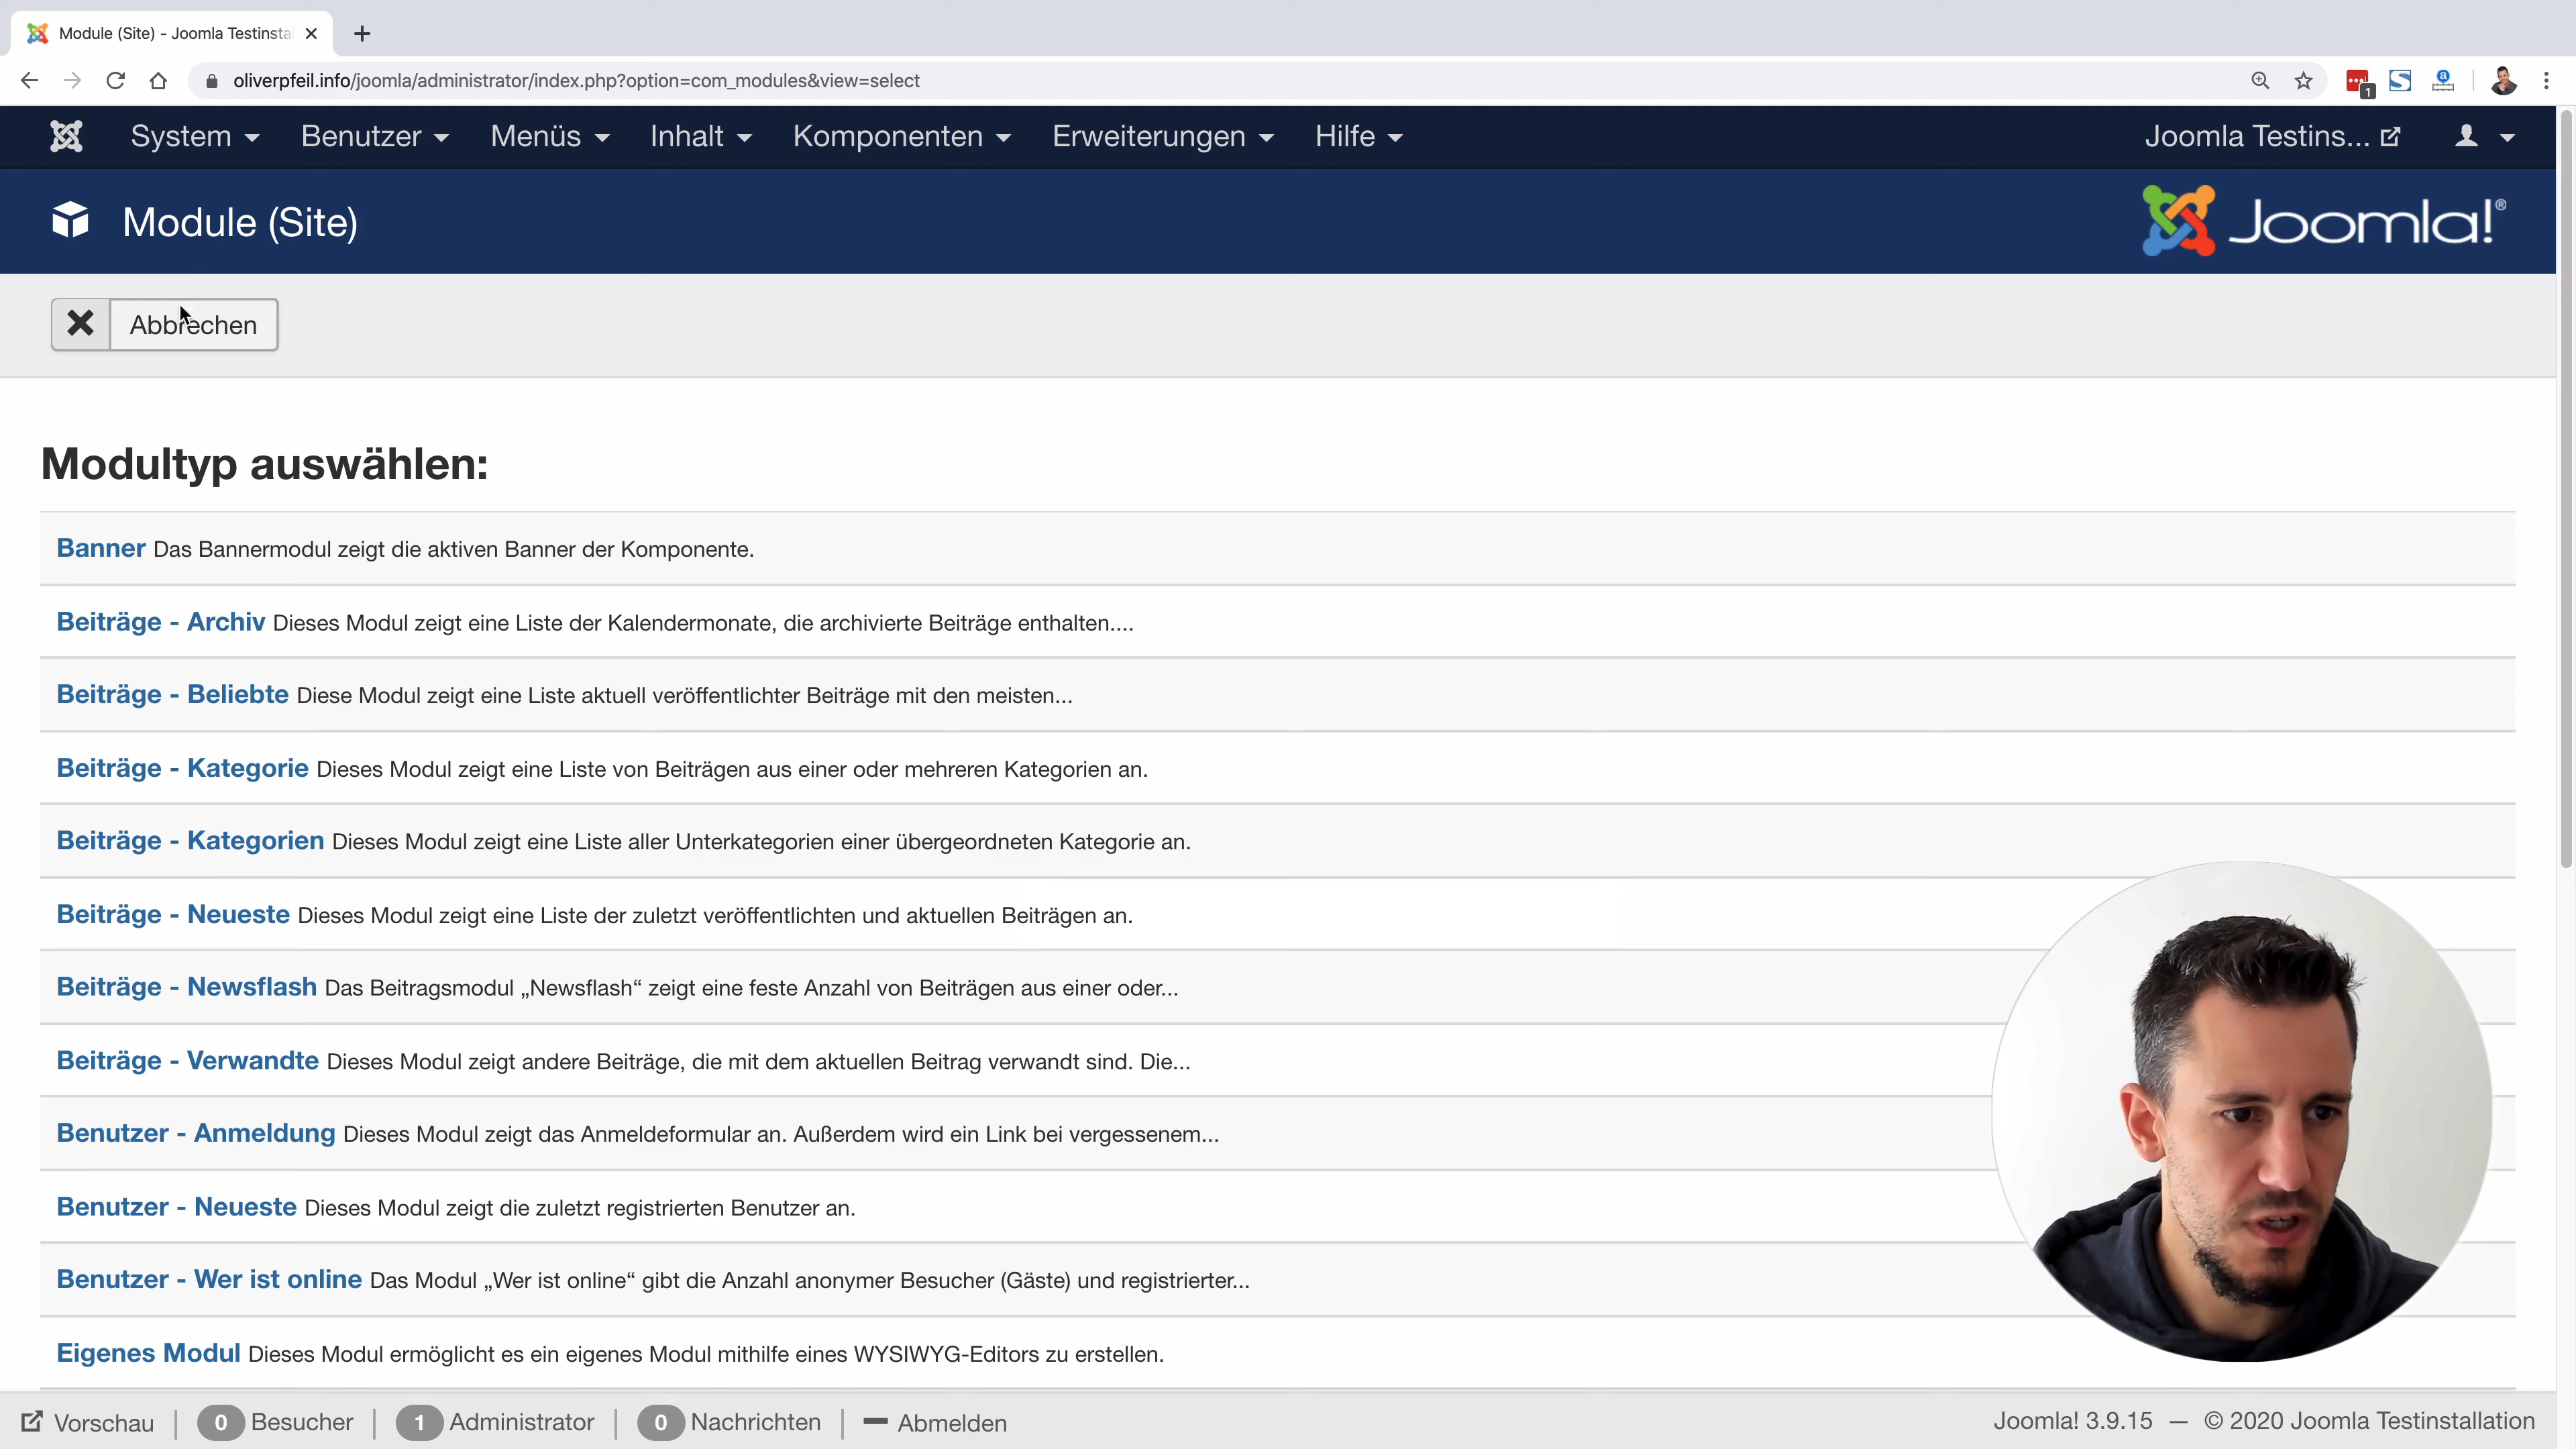 Module (Site) - Joomla Testinsta
oliverpfeil.info/joomla/administrator/index.php?option=com_modules&view=select
1
System Benutzer Menüs Inhalt Komponenten Erweiterungen Hilfe Joomla Testins...
Module (Site)
Joomla!®
Abbrechen
Modultyp auswählen:
Banner Das Bannermodul zeigt die aktiven Banner der Komponente.
Beiträge - Archiv Dieses Modul zeigt eine Liste der Kalendermonate, die archivierte Beiträge enthalten....
Beiträge - Beliebte Diese Modul zeigt eine Liste aktuell veröffentlichter Beiträge mit den meisten...
Beiträge - Kategorie Dieses Modul zeigt eine Liste von Beiträgen aus einer oder mehreren Kategorien an.
Beiträge - Kategorien Dieses Modul zeigt eine Liste aller Unterkategorien einer übergeordneten Kategorie an.
Beiträge - Neueste Dieses Modul zeigt eine Liste der zuletzt veröffentlichten und aktuellen Beiträgen an.
Beiträge - Newsflash Das Beitragsmodul „Newsflash“ zeigt eine feste Anzahl von Beiträgen aus einer oder...
Beiträge - Verwandte Dieses Modul zeigt andere Beiträge, die mit dem aktuellen Beitrag verwandt sind. Die...
Benutzer - Anmeldung Dieses Modul zeigt das Anmeldeformular an. Außerdem wird ein Link bei vergessenem...
Benutzer - Neueste Dieses Modul zeigt die zuletzt registrierten Benutzer an.
Benutzer - Wer ist online Das Modul „Wer ist online“ gibt die Anzahl anonymer Besucher (Gäste) und registrierter...
Eigenes Modul Dieses Modul ermöglicht es ein eigenes Modul mithilfe eines WYSIWYG-Editors zu erstellen.
Vorschau | 0 Besucher | 1 Administrator | 0 Nachrichten | Abmelden Joomla! 3.9.15 — © 2020 Joomla Testinstallation